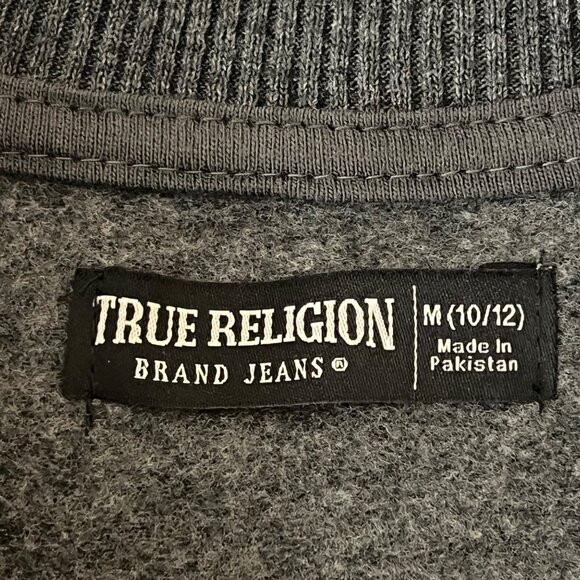 TRUE RELIGION
BRAND JEANS ®
M (10/12)
Made In
Pakistan